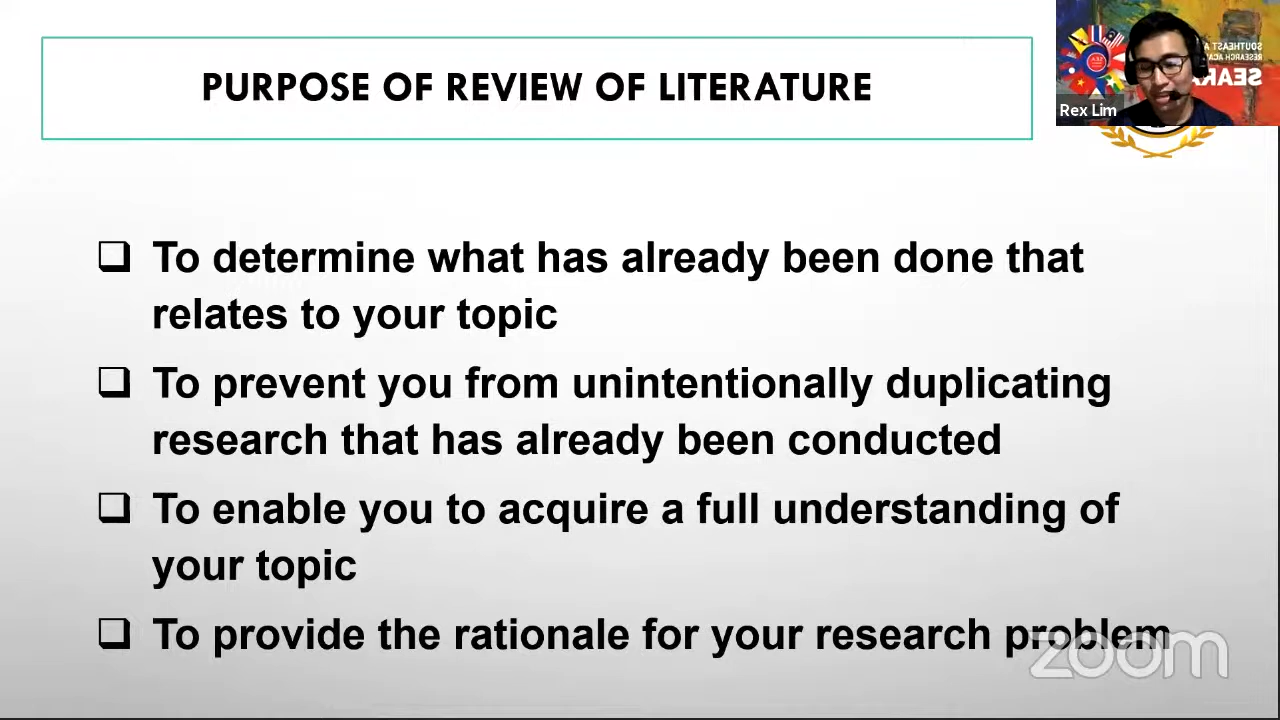 PURPOSE OF REVIEW OF LITERATURE
Rex Lim
SEA
To determine what has already been done that
relates to your topic
To prevent you from unintentionally duplicating
research that has already been conducted
To enable you to acquire a full understanding of
your topic
To provide the rationale for your research problem
zoom